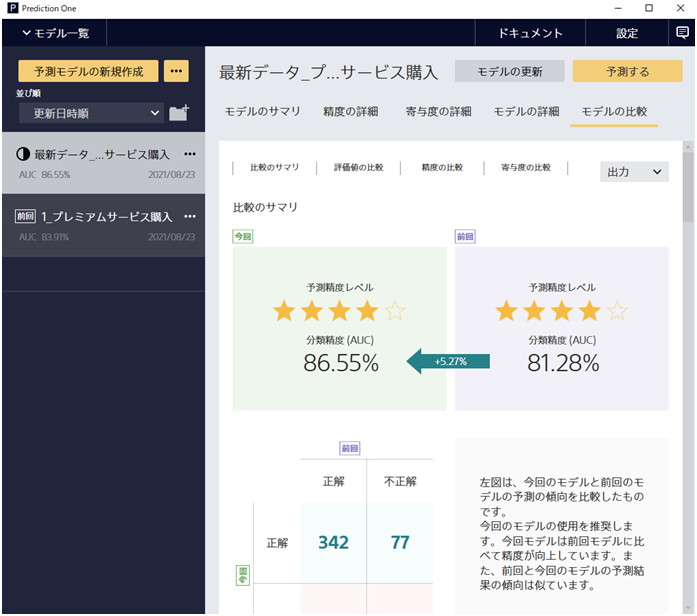 P Prediction One
モデル一覧
ドキュメント
設定
予測モデルの新規作成
並び順
更新日時順
最新データ_...サービス購入
AUC 86.55%
2021/08/23
前回 1_プレミアムサービス購入
AUC 83.91%
2021/08/23
最新データ_プ...サービス購入
モデルの更新
予測する
モデルのサマリ
精度の詳細
寄与度の詳細
モデルの詳細
モデルの比較
比較のサマリ
評価値の比較
精度の比較
寄与度の比較
出力
比較のサマリ
今回
予測精度レベル
分類精度 (AUC)
86.55%
+5.27%
前回
予測精度レベル
分類精度 (AUC)
81.28%
前回
正解
不正解
今回
正解
342
77
左図は、今回のモデルと前回のモ
デルの予測の傾向を比較したもの
です。
今回のモデルの使用を推奨しま
す。今回モデルは前回モデルに比
べて精度が向上しています。ま
た、前回と今回のモデルの予測結
果の傾向は似ています。